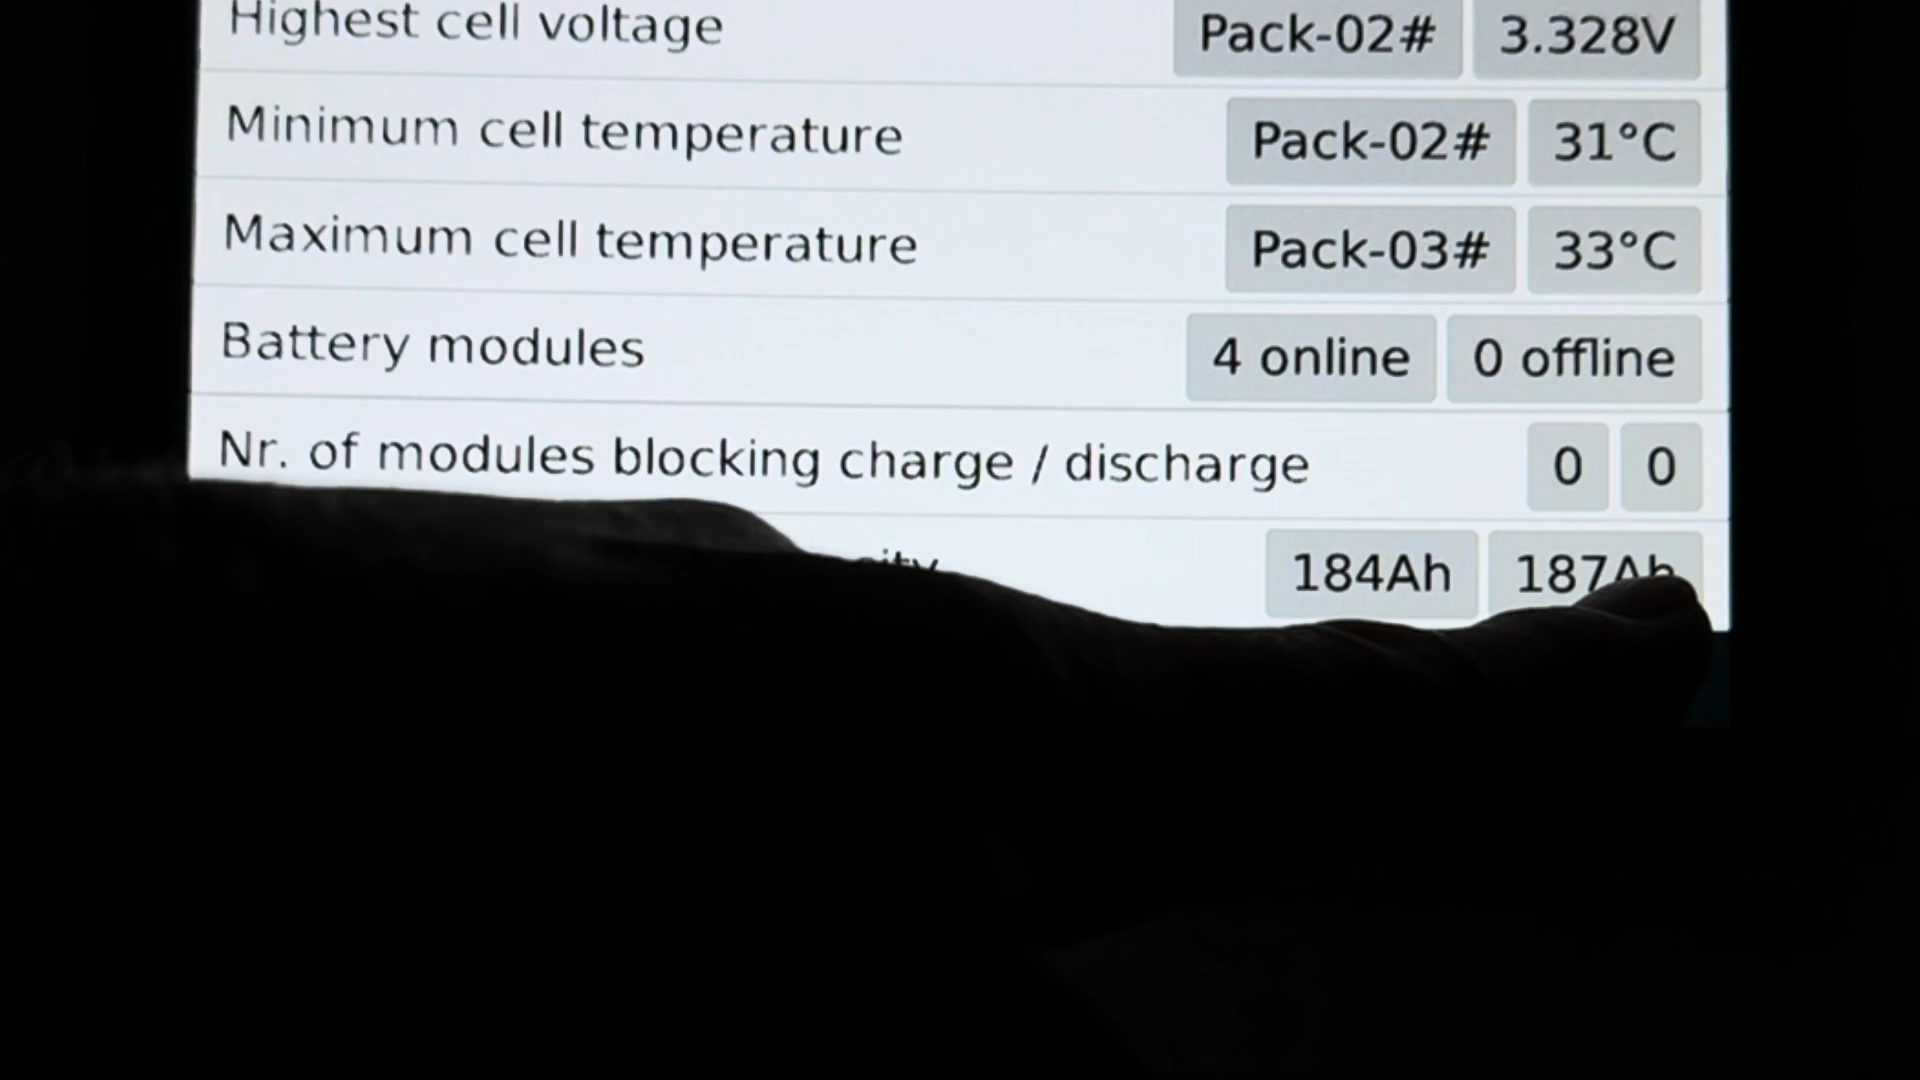 Highest cell voltage Pack-02# 3.328V
Minimum cell temperature Pack-02# 31°C
Maximum cell temperature Pack-03# 33°C
Battery modules 4 online 0 offline
Nr. of modules blocking charge / discharge 0 0
184Ah 187Ah